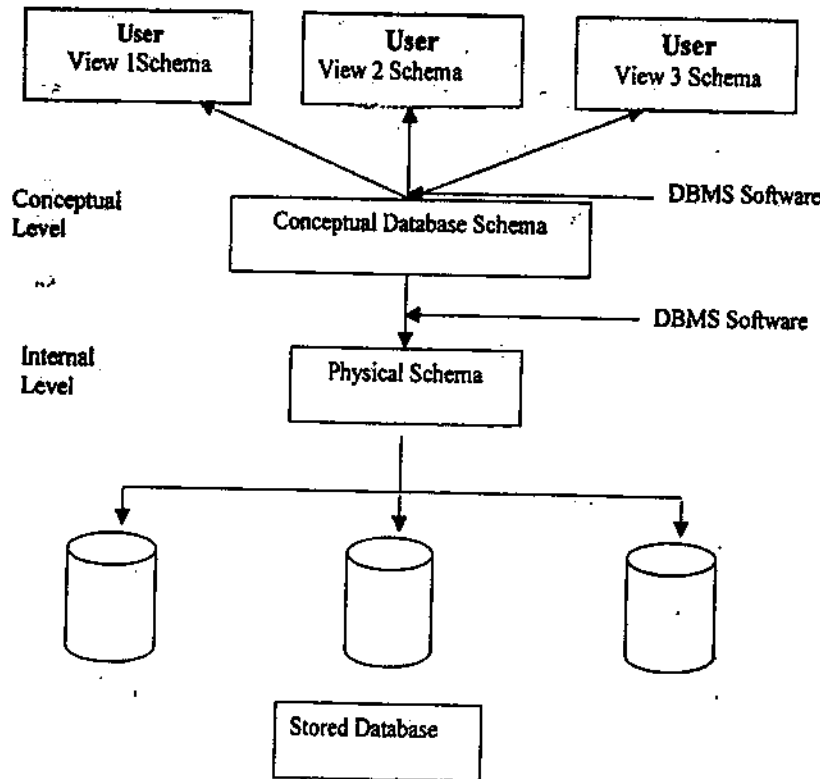 User
View 1Schema
User
View 2 Schema
User
View 3 Schema
DBMS Software
Conceptual
Level
Conceptual Database Schema
DBMS Software
Internal
Level
Physical Schema
Stored Database